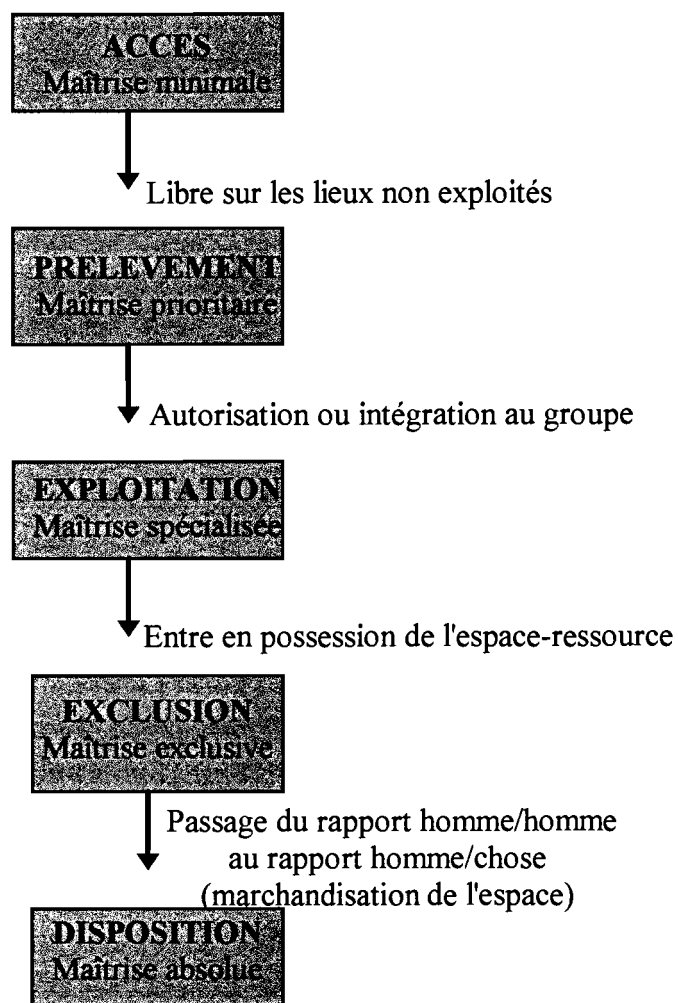 ACCES
Maîtrise minimale
Libre sur les lieux non exploités
PRELEVEMENT
Maîtrise prioritaire
Autorisation ou intégration au groupe
EXPLOITATION
Maîtrise spécialisée
Entre en possession de l'espace-ressource
EXCLUSION
Maîtrise exclusive
Passage du rapport homme/homme
au rapport homme/chose
(marchandisation de l'espace)
DISPOSITION
Maîtrise absolue